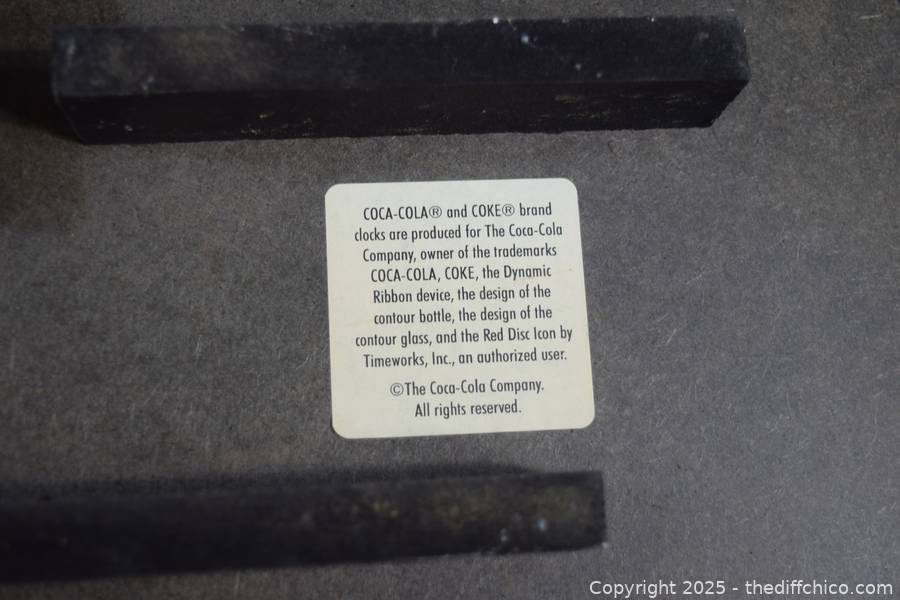 COCA-COLA® and COKE® brand
clocks are produced for The Coca-Cola
Company, owner of the trademarks
COCA-COLA, COKE, the Dynamic
Ribbon device, the design of the
contour bottle, the design of the
contour glass, and the Red Disc Icon by
Timeworks, Inc., an authorized user.
©The Coca-Cola Company.
All rights reserved.
Copyright 2025 - thediffchico.com